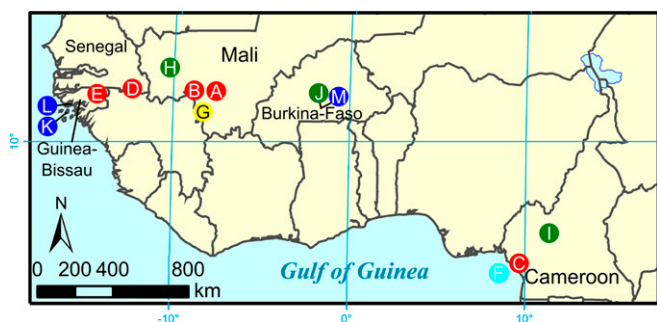 Senegal
Mali
H
E
D
B
A
J
M
L
G
Burkina-Faso
K
10°
Guinea-
Bissau
N
I
0 200 400 800
km
Gulf of Guinea
F
C
Cameroon
-10°
0°
10°